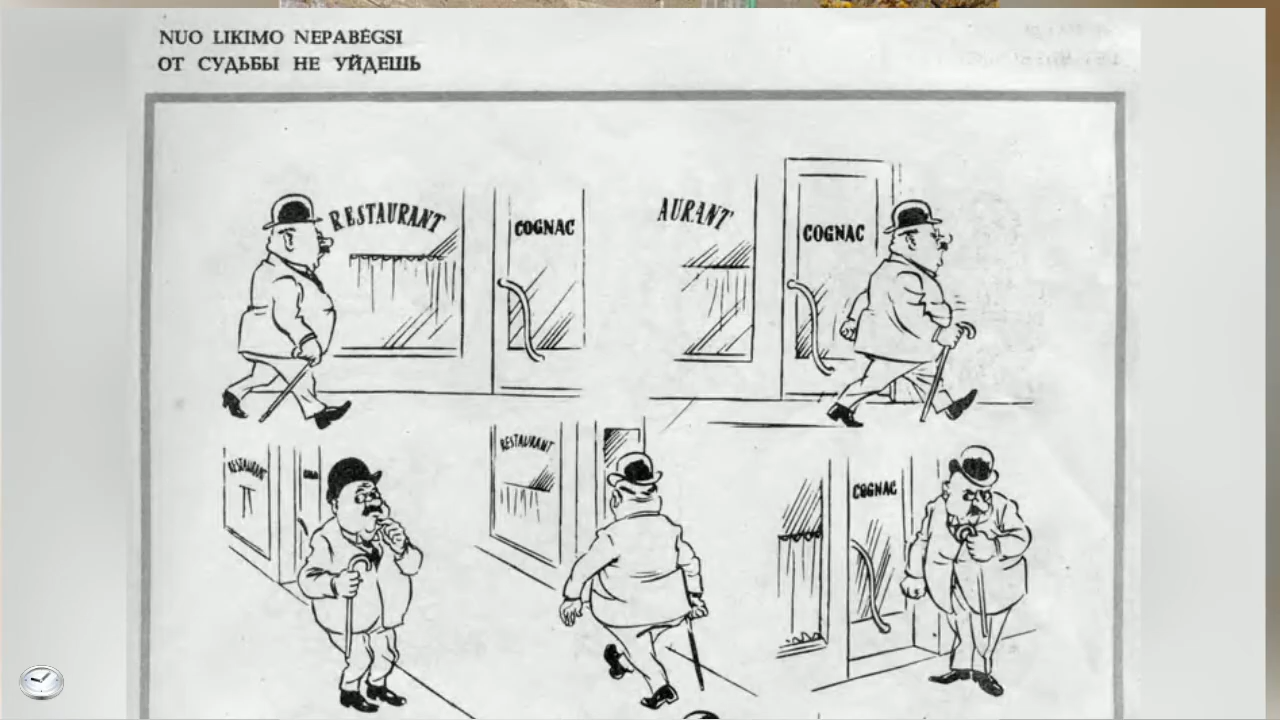 NUO LIKIMO NEPABĖGSI
ОТ СУДЬБЫ НЕ УЙДЕШЬ
RESTAURANT
COGNAC
AURANT
COGNAC
RESTAURANT
RESTAURANT
COGNAC